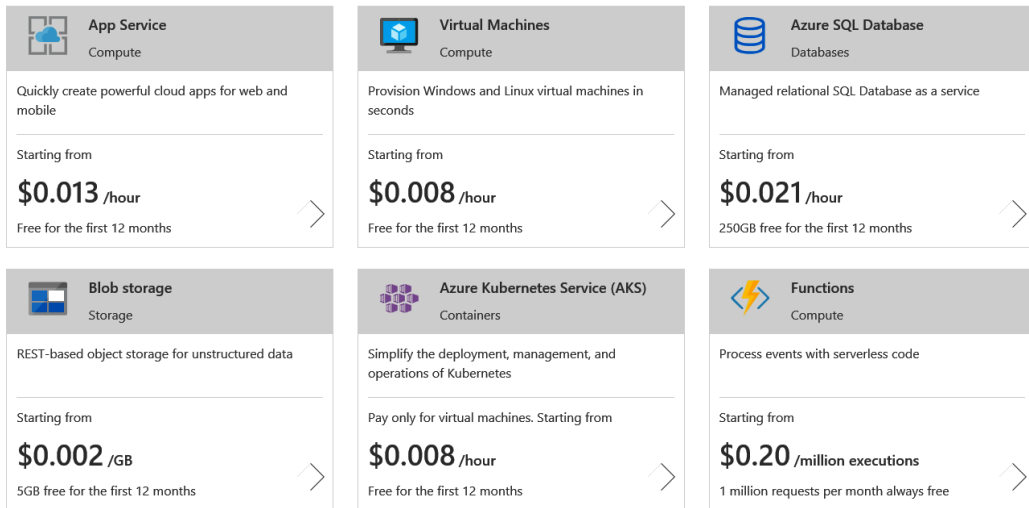 App Service
Compute
Quickly create powerful cloud apps for web and
mobile
Starting from
$0.013 /hour
Free for the first 12 months
Virtual Machines
Compute
Provision Windows and Linux virtual machines in
seconds
Starting from
$0.008 /hour
Free for the first 12 months
Azure SQL Database
Databases
Managed relational SQL Database as a service
Starting from
$0.021 /hour
250GB free for the first 12 months
Blob storage
Storage
REST-based object storage for unstructured data
Starting from
$0.002 /GB
5GB free for the first 12 months
Azure Kubernetes Service (AKS)
Containers
Simplify the deployment, management, and
operations of Kubernetes
Pay only for virtual machines. Starting from
$0.008 /hour
Free for the first 12 months
Functions
Compute
Process events with serverless code
Starting from
$0.20 /million executions
1 million requests per month always free